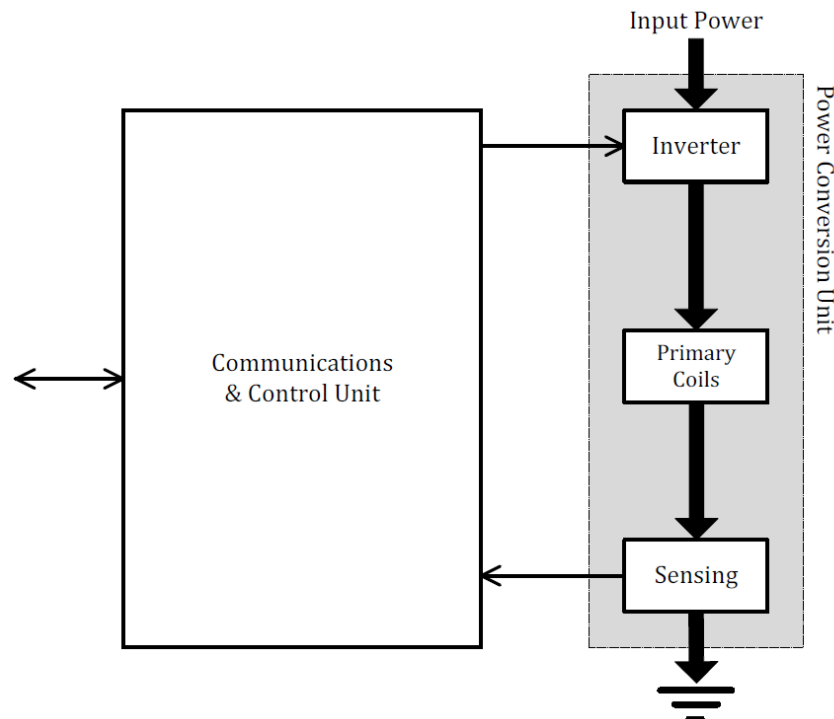 Input Power
Inverter
Power Conversion Unit
Communications
& Control Unit
Primary
Coils
Sensing